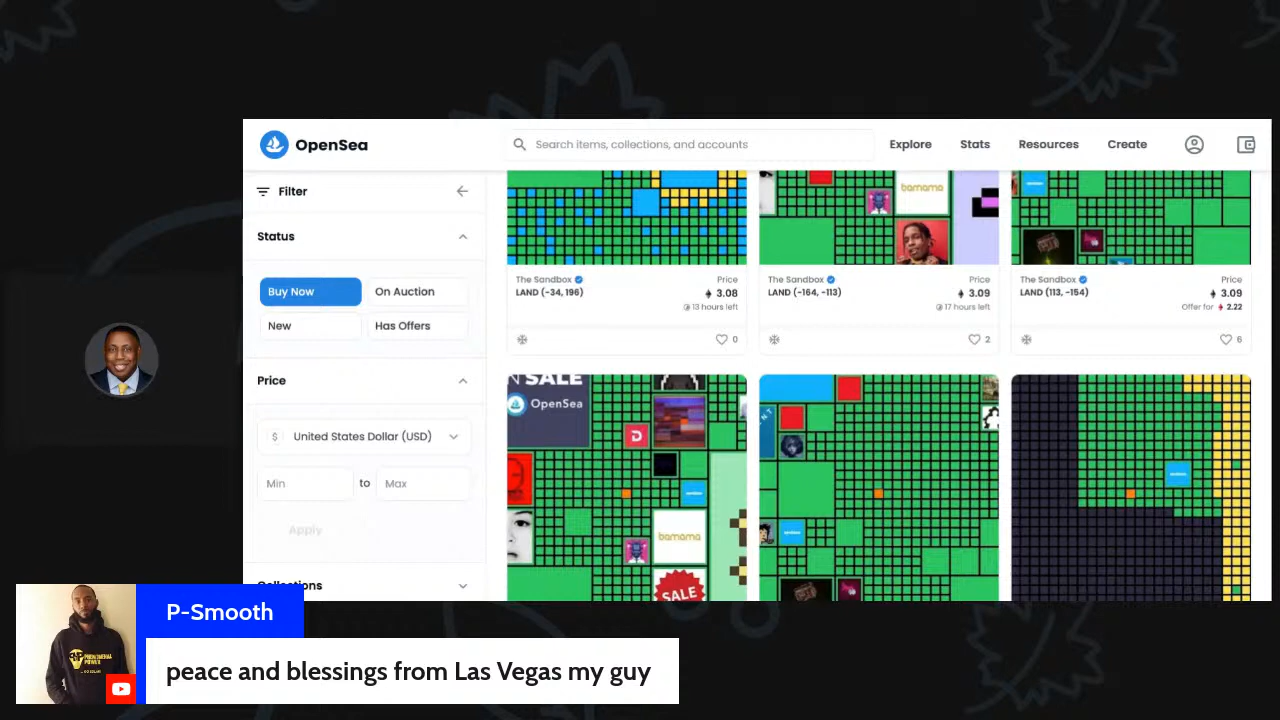 OpenSea
Search items, collections, and accounts
Explore
Stats
Resources
Create
Filter
Status
Buy Now
On Auction
New
Has Offers
Price
$ United States Dollar (USD)
Min
to
Max
Apply
bamama
The Sandbox
Price
LAND (-34, 196)
3.08
13 hours left
0
The Sandbox
Price
LAND (-164, -113)
3.09
17 hours left
2
The Sandbox
Price
LAND (113, -154)
3.09
Offer for 2.22
6
N SALE
OpenSea
bamama
SALE
P-Smooth
peace and blessings from Las Vegas my guy